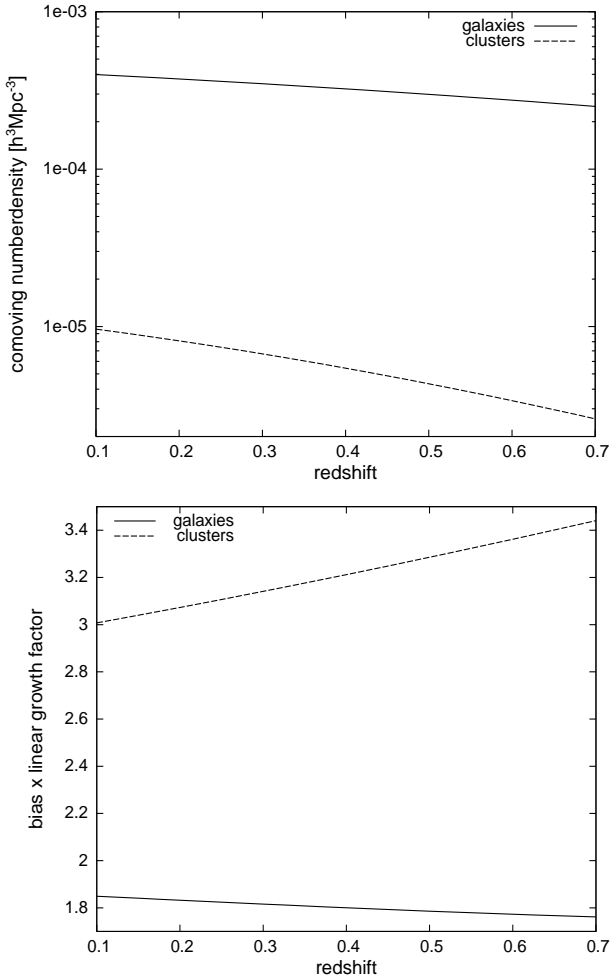 1e-03
galaxies
clusters
1e-04
1e-05
comoving numberdensity [h³Mpc⁻³]
0.1 0.2 0.3 0.4 0.5 0.6 0.7
redshift
galaxies
clusters
3.4
3.2
3
2.8
2.6
2.4
2.2
2
1.8
bias x linear growth factor
0.1 0.2 0.3 0.4 0.5 0.6 0.7
redshift